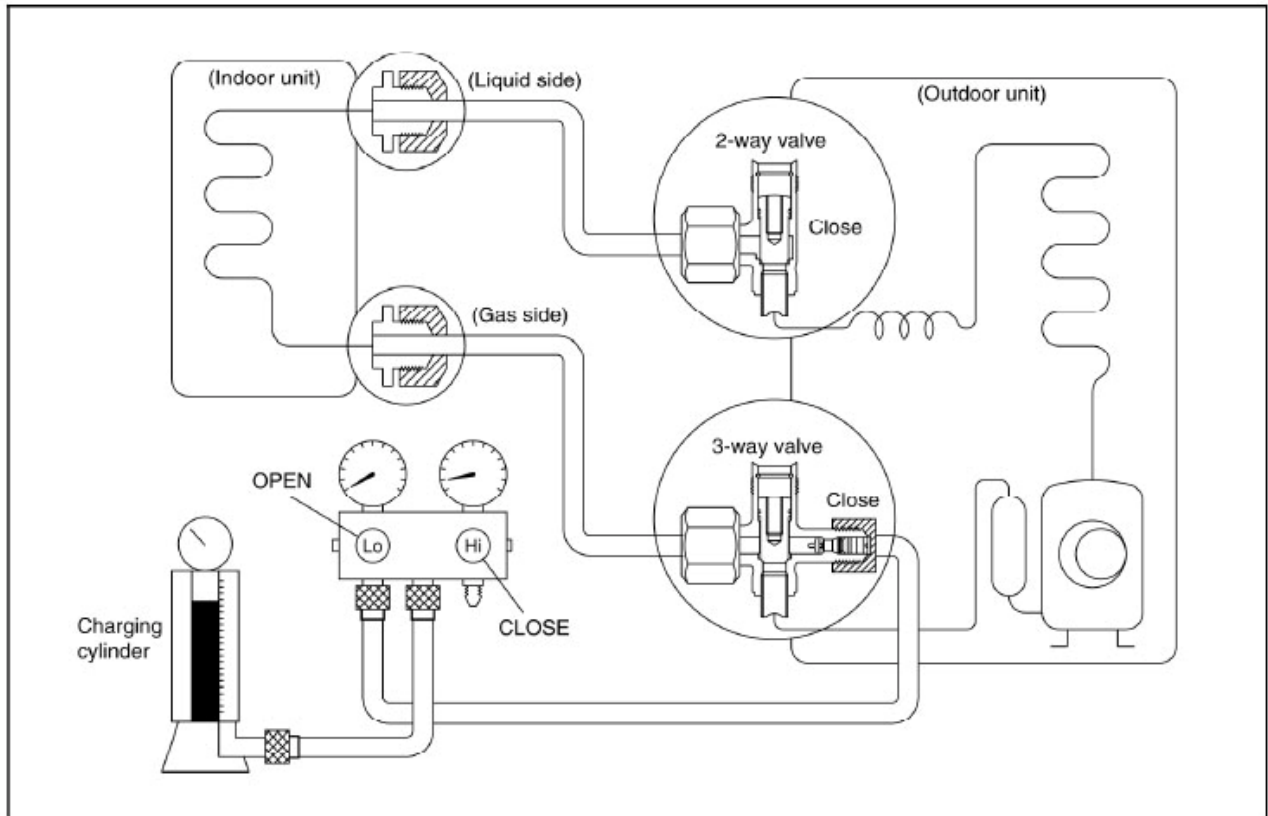 (Indoor unit)
(Liquid side)
(Outdoor unit)
2-way valve
Close
(Gas side)
3-way valve
Close
OPEN
Lo
Hi
CLOSE
Charging
cylinder